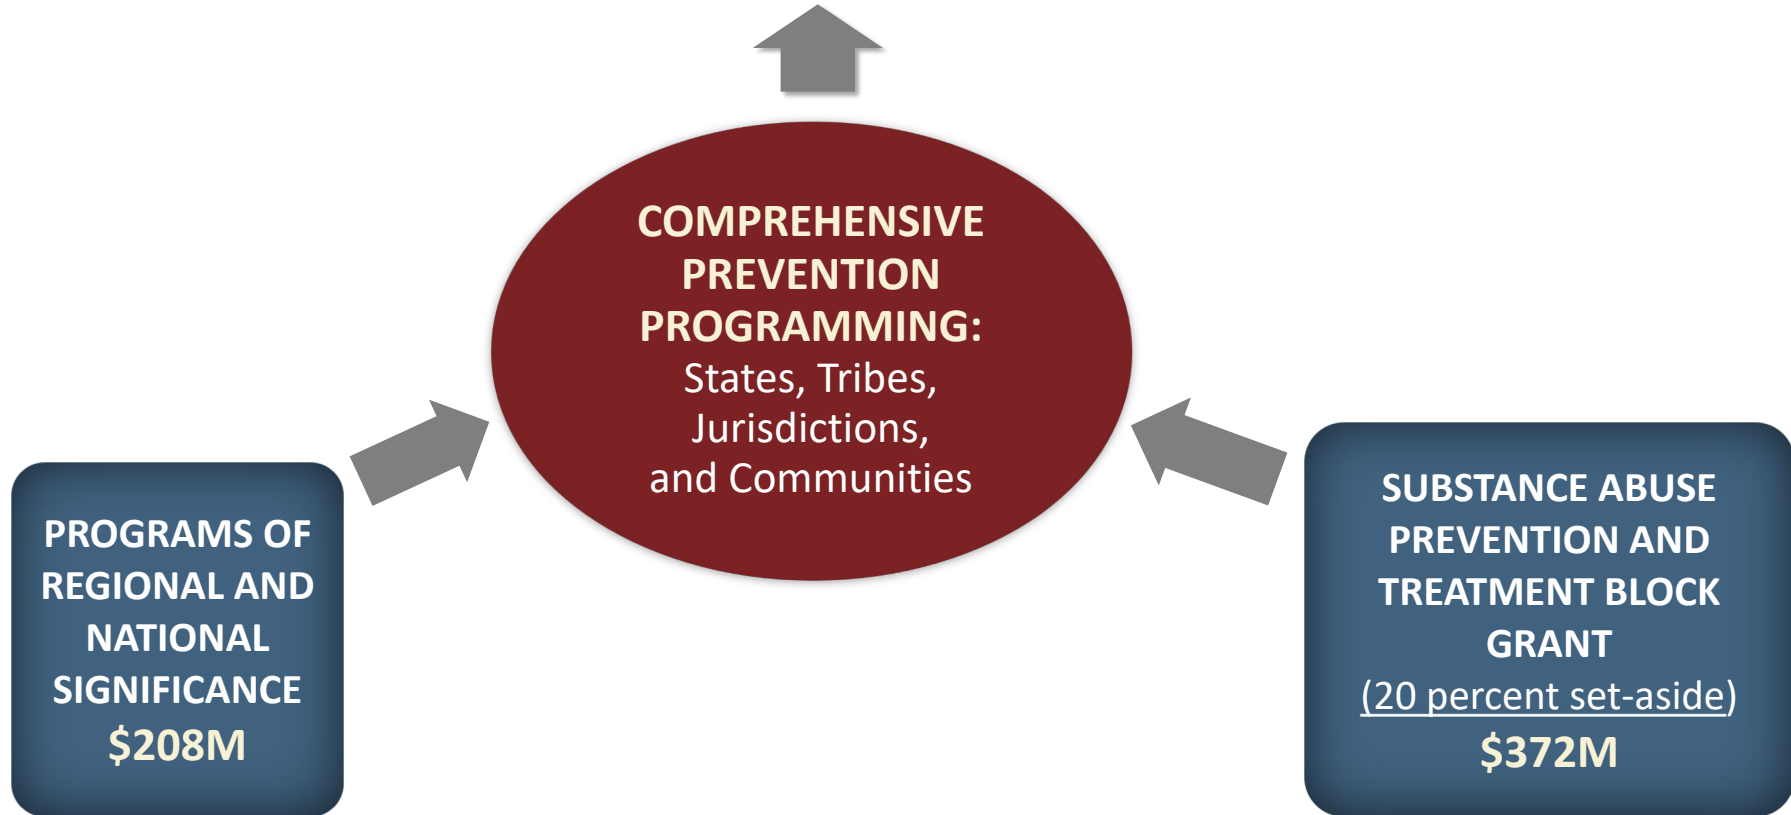 COMPREHENSIVE
PREVENTION
PROGRAMMING:
States, Tribes,
Jurisdictions,
and Communities
PROGRAMS OF
REGIONAL AND
NATIONAL
SIGNIFICANCE
$208M
SUBSTANCE ABUSE
PREVENTION AND
TREATMENT BLOCK
GRANT
(20 percent set-aside)
$372M